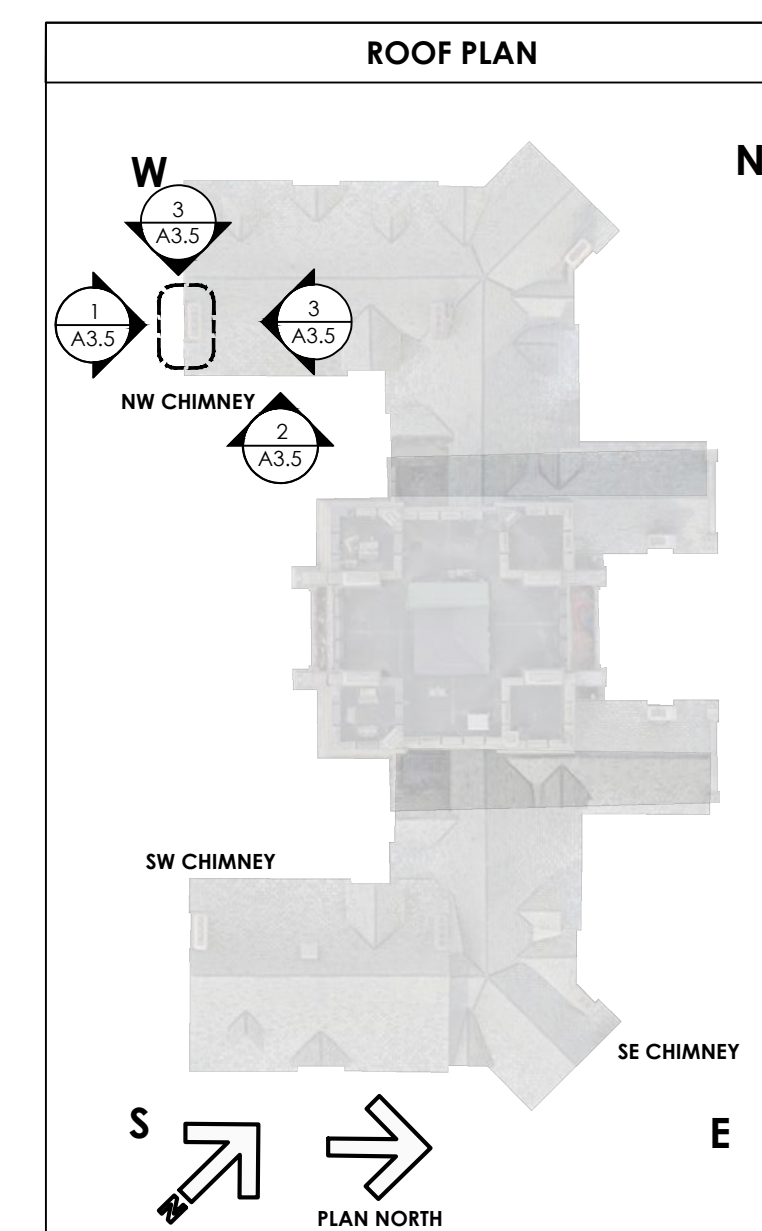 ROOF PLAN
W
N
3
A3.5
1
A3.5
3
A3.5
NW CHIMNEY
2
A3.5
SW CHIMNEY
SE CHIMNEY
S
E
N
PLAN NORTH